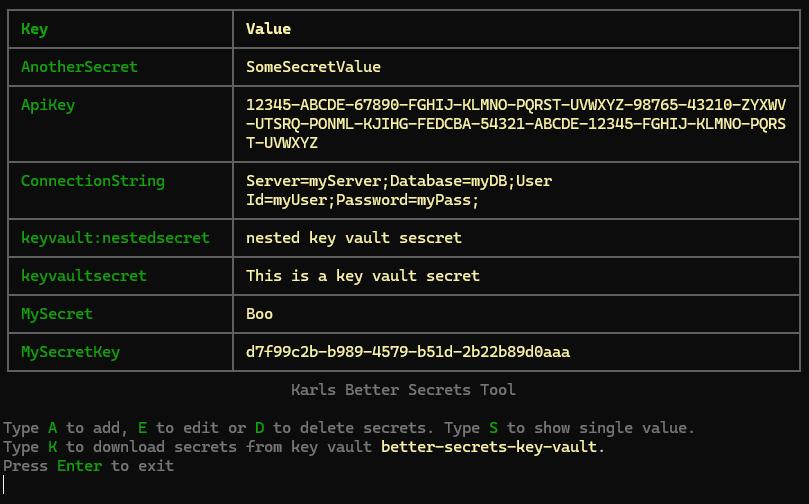 Key Value
AnotherSecret SomeSecretValue
ApiKey 12345-ABCDE-67890-FGHIJ-KLMNO-PQRST-UVWXYZ-98765-43210-ZYXWV
-UTSRQ-PONML-KJIHG-FEDCBA-54321-ABCDE-12345-FGHIJ-KLMNO-PQRS
T-UVWXYZ
ConnectionString Server=myServer;Database=myDB;User
Id=myUser;Password=myPass;
keyvault:nestedsecret nested key vault sescret
keyvaultsecret This is a key vault secret
MySecret Boo
MySecretKey d7f99c2b-b989-4579-b51d-2b22b89d0aaa
Karls Better Secrets Tool
Type A to add, E to edit or D to delete secrets. Type S to show single value.
Type K to download secrets from key vault better-secrets-key-vault.
Press Enter to exit